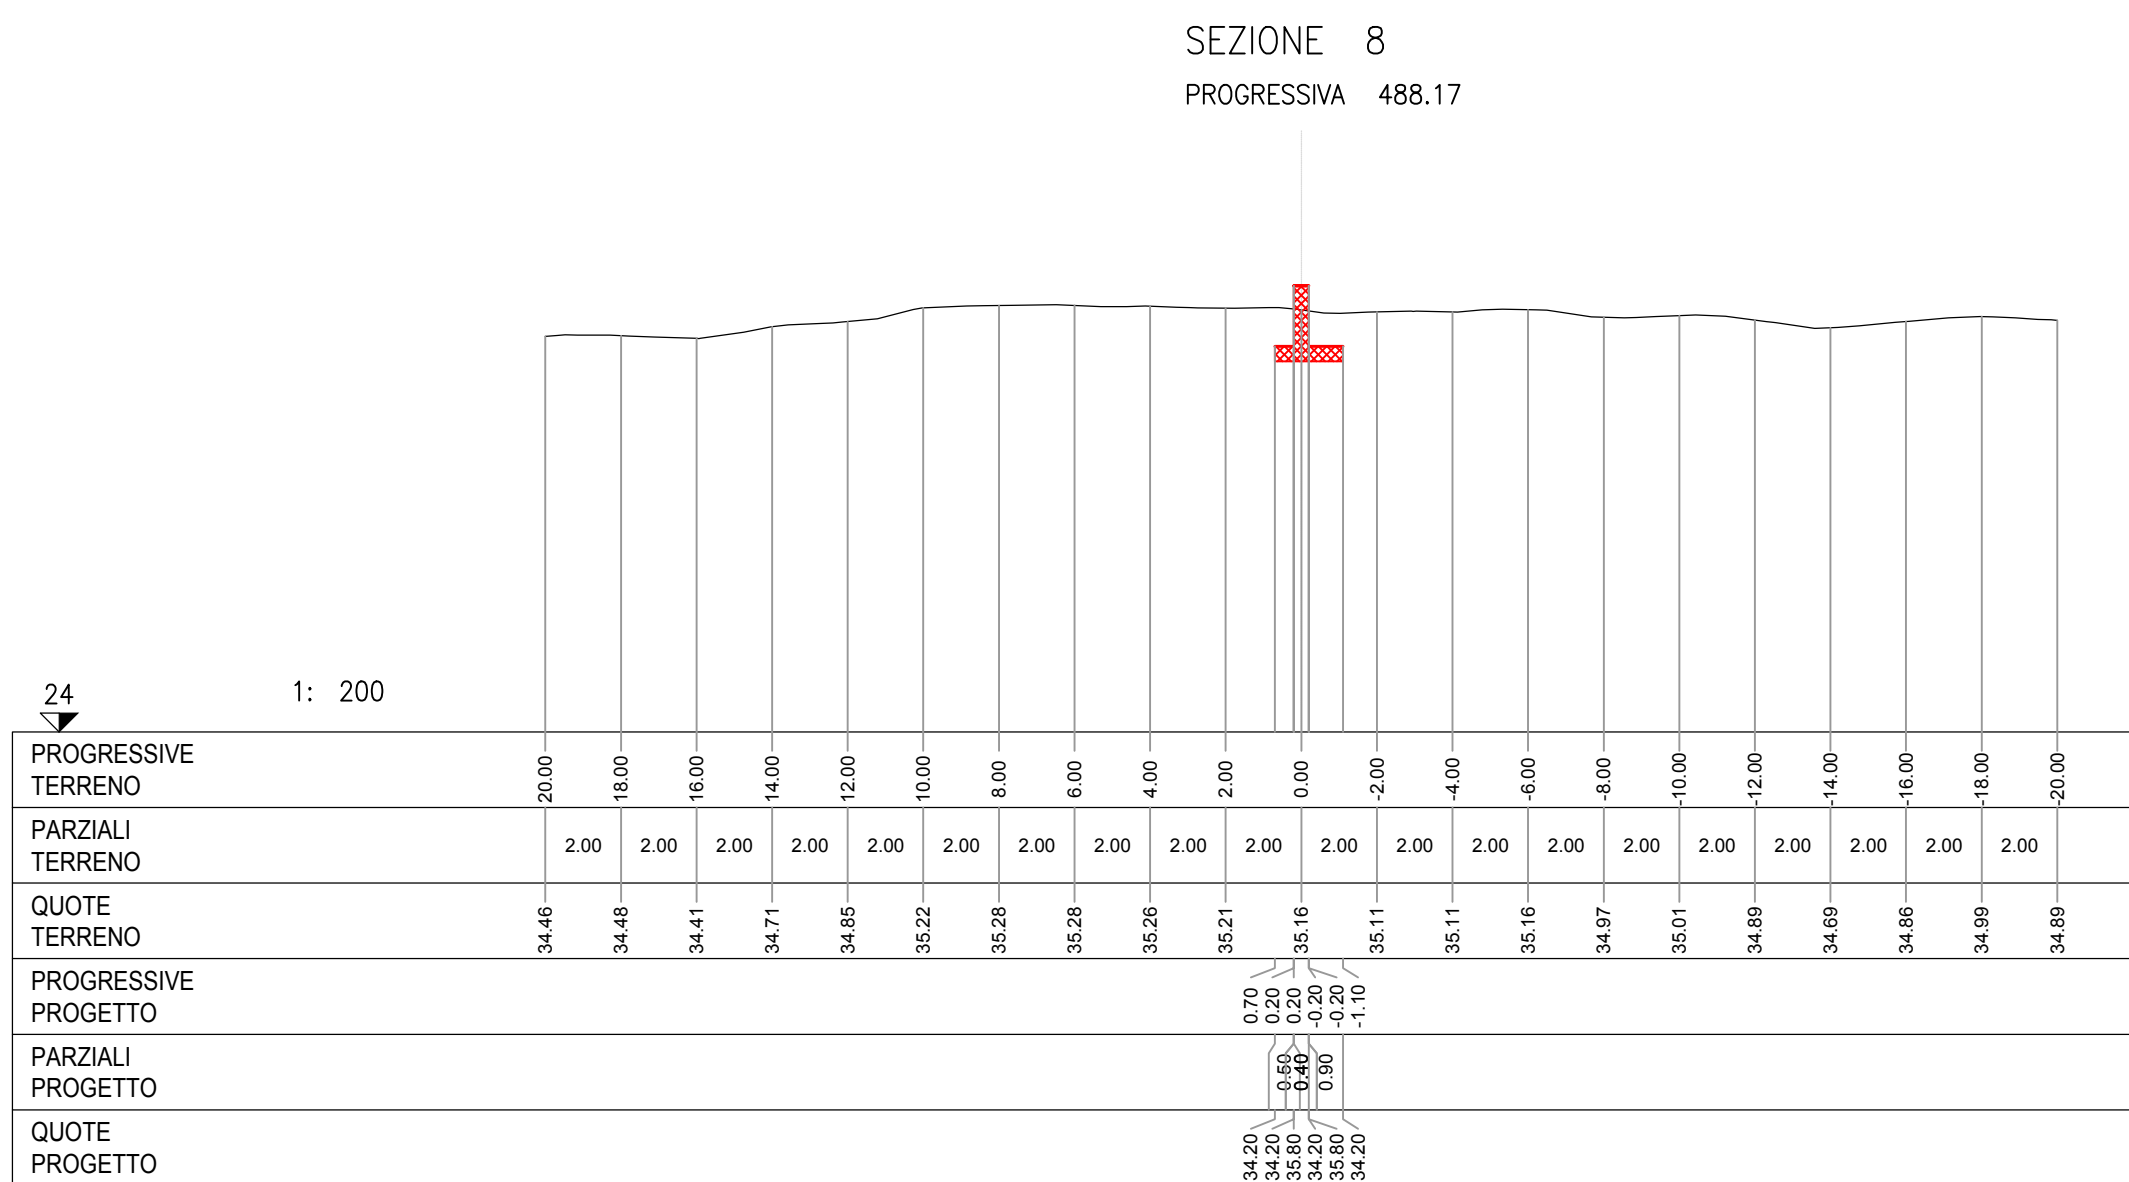 SEZIONE 8
PROGRESSIVA 488.17
24
1: 200
PROGRESSIVE
TERRENO
20.00 18.00 16.00 14.00 12.00 10.00 8.00 6.00 4.00 2.00 0.00 -2.00 -4.00 -6.00 -8.00 -10.00 -12.00 -14.00 -16.00 -18.00 -20.00
PARZIALI
TERRENO
2.00 2.00 2.00 2.00 2.00 2.00 2.00 2.00 2.00 2.00 2.00 2.00 2.00 2.00 2.00 2.00 2.00 2.00 2.00 2.00
QUOTE
TERRENO
34.46 34.48 34.41 34.71 34.85 35.22 35.28 35.28 35.26 35.21 35.16 35.11 35.11 35.16 34.97 35.01 34.89 34.69 34.86 34.99 34.89
PROGRESSIVE
PROGETTO
0.70 0.20 0.20 -0.20 -0.20 -1.10
PARZIALI
PROGETTO
0.50 0.40 0.90
QUOTE
PROGETTO
34.20 34.20 35.80 34.20 35.80 34.20